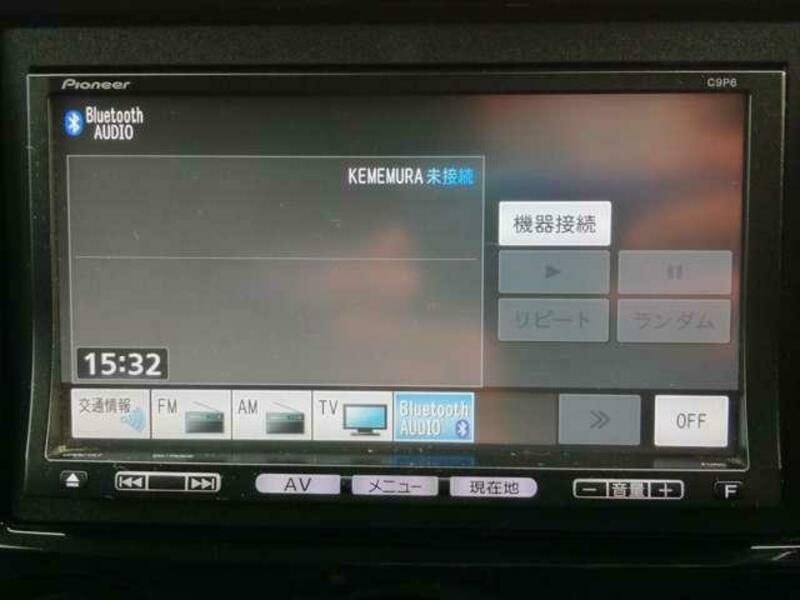 Pioneer
C9P6
Bluetooth
AUDIO
KEMEMURA 未接続
機器接続
リピート
ランダム
15:32
交通情報
FM
AM
TV
Bluetooth
AUDIO
OFF
AV
メニュー
現在地
音量
F